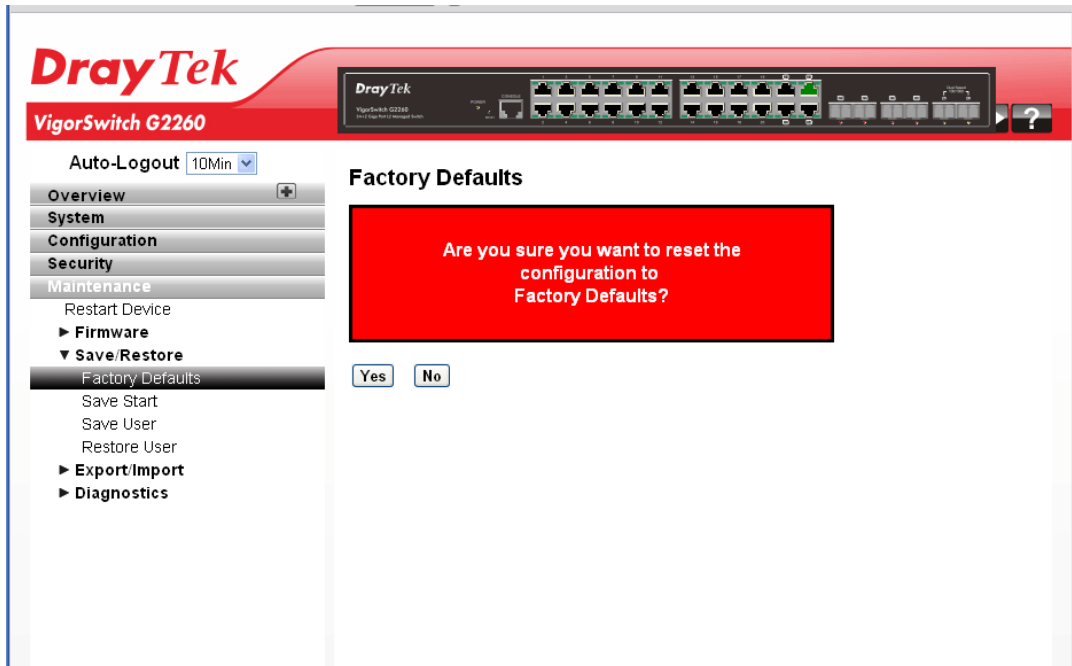 DrayTek
VigorSwitch G2260
DrayTek
VigorSwitch G2260
POWER
CONSOLE
?
Auto-Logout 10Min
Overview
System
Configuration
Security
Maintenance
Restart Device
Firmware
Save/Restore
Factory Defaults
Save Start
Save User
Restore User
Export/Import
Diagnostics
Factory Defaults
Are you sure you want to reset the
configuration to
Factory Defaults?
Yes No